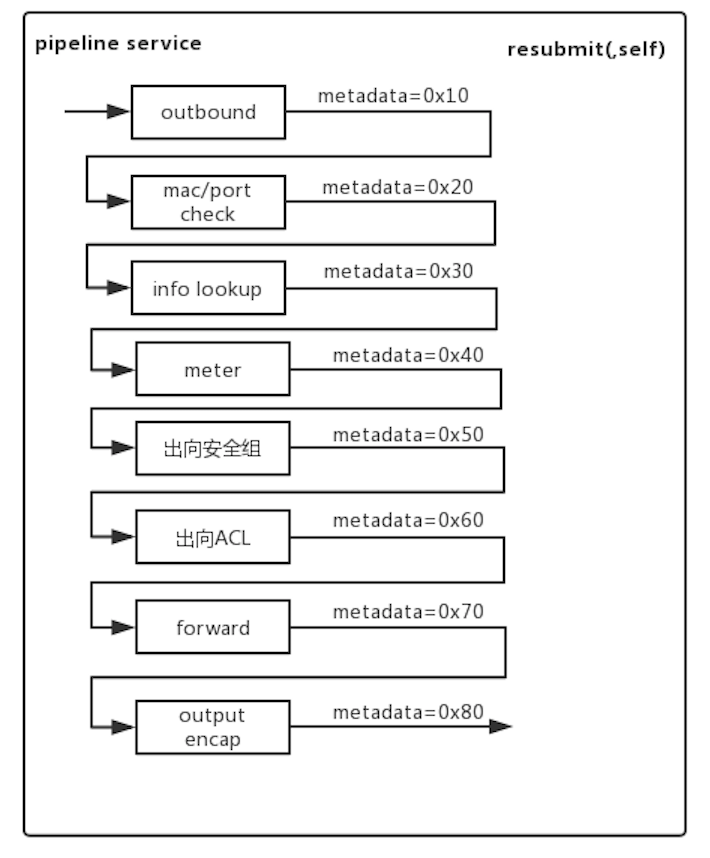 pipeline service
resubmit(,self)
outbound
metadata=0x10
mac/port
check
metadata=0x20
info lookup
metadata=0x30
meter
metadata=0x40
出向安全组
metadata=0x50
出向ACL
metadata=0x60
forward
metadata=0x70
output
encap
metadata=0x80